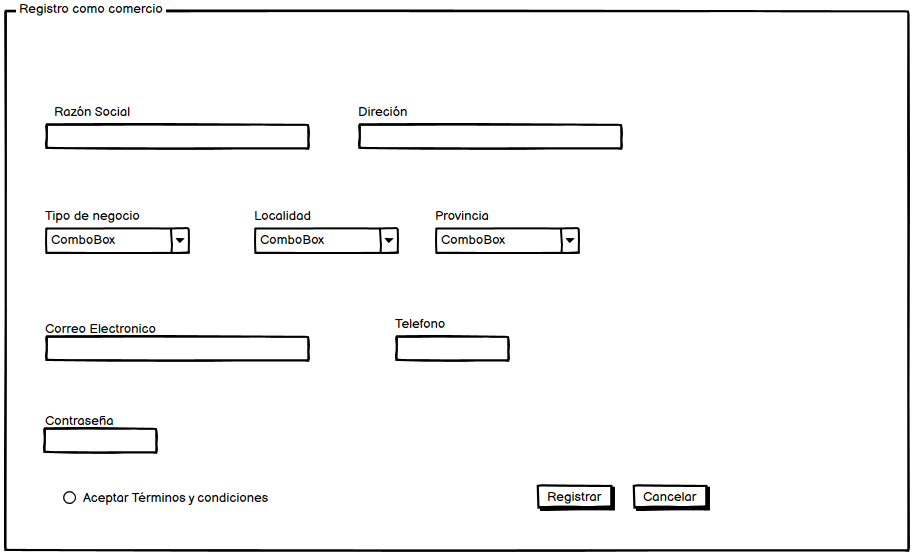 Registro como comercio
Razón Social
Direción
Tipo de negocio
Localidad
Provincia
ComboBox
ComboBox
ComboBox
Correo Electronico
Telefono
Contraseña
Aceptar Términos y condiciones
Registrar
Cancelar